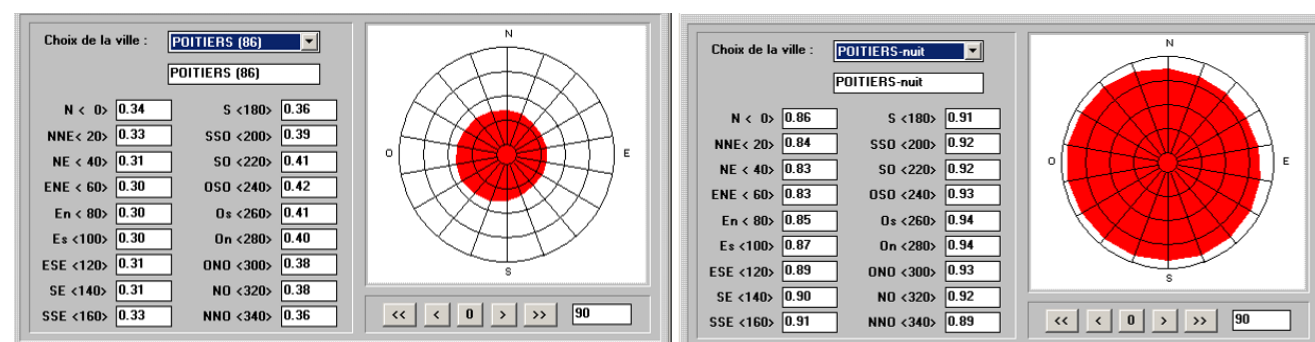 Choix de la ville : POITIERS (86)
POITIERS (86)
N < 0> 0.34 S <180> 0.36
NNE< 20> 0.33 SSO <200> 0.39
NE < 40> 0.31 SO <220> 0.41
ENE < 60> 0.30 OSO <240> 0.42
En < 80> 0.30 Os <260> 0.41
Es <100> 0.30 On <280> 0.40
ESE <120> 0.31 ONO <300> 0.38
SE <140> 0.31 NO <320> 0.38
SSE <160> 0.33 NNO <340> 0.36
N
O E
S
<< < 0 > >> 90
Choix de la ville : POITIERS-nuit
POITIERS-nuit
N < 0> 0.86 S <180> 0.91
NNE< 20> 0.84 SSO <200> 0.92
NE < 40> 0.83 SO <220> 0.92
ENE < 60> 0.83 OSO <240> 0.93
En < 80> 0.85 Os <260> 0.94
Es <100> 0.87 On <280> 0.94
ESE <120> 0.89 ONO <300> 0.93
SE <140> 0.90 NO <320> 0.92
SSE <160> 0.91 NNO <340> 0.89
N
O E
S
<< < 0 > >> 90